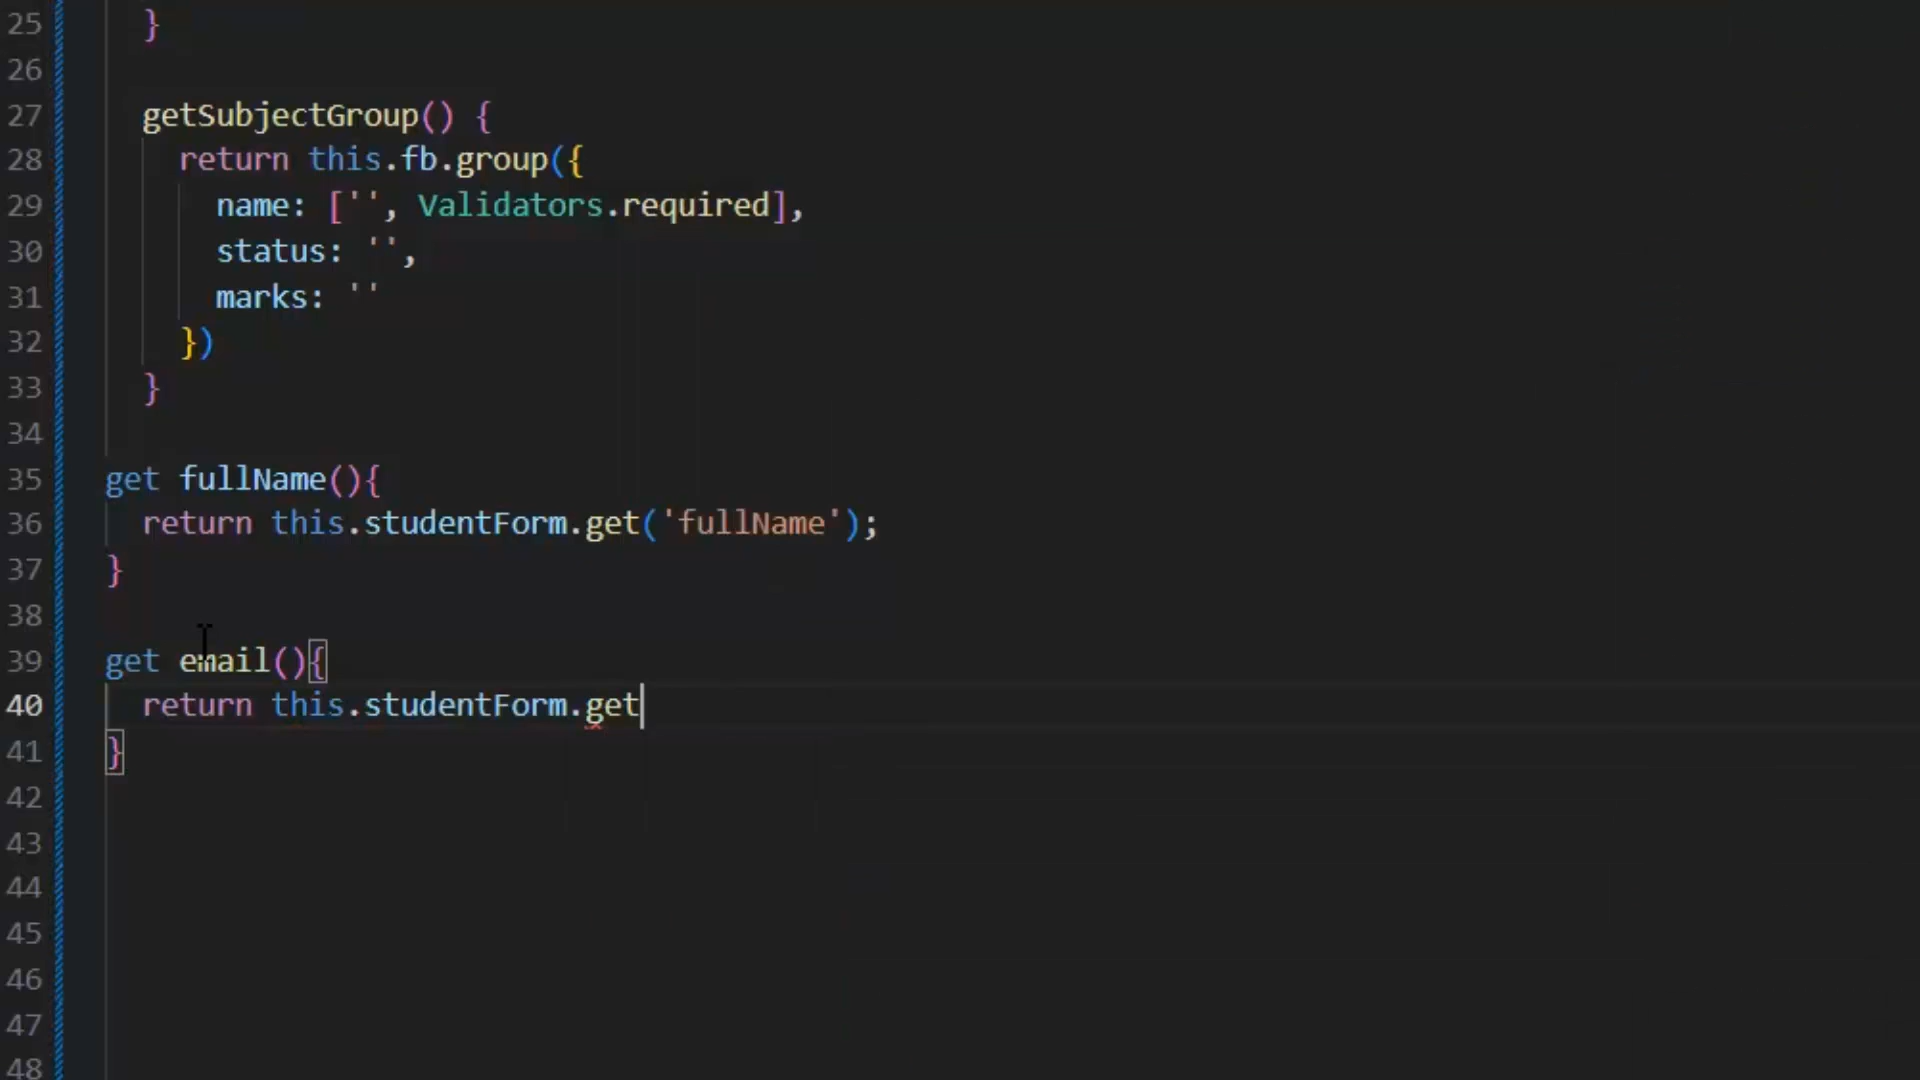 25 }
26
27 getSubjectGroup() {
28 return this.fb.group({
29 name: ['', Validators.required],
30 status: '',
31 marks: ''
32 })
33 }
34
35 get fullName(){
36 return this.studentForm.get('fullName');
37 }
38
39 get email(){
40 return this.studentForm.get
41 }
42
43
44
45
46
47
48